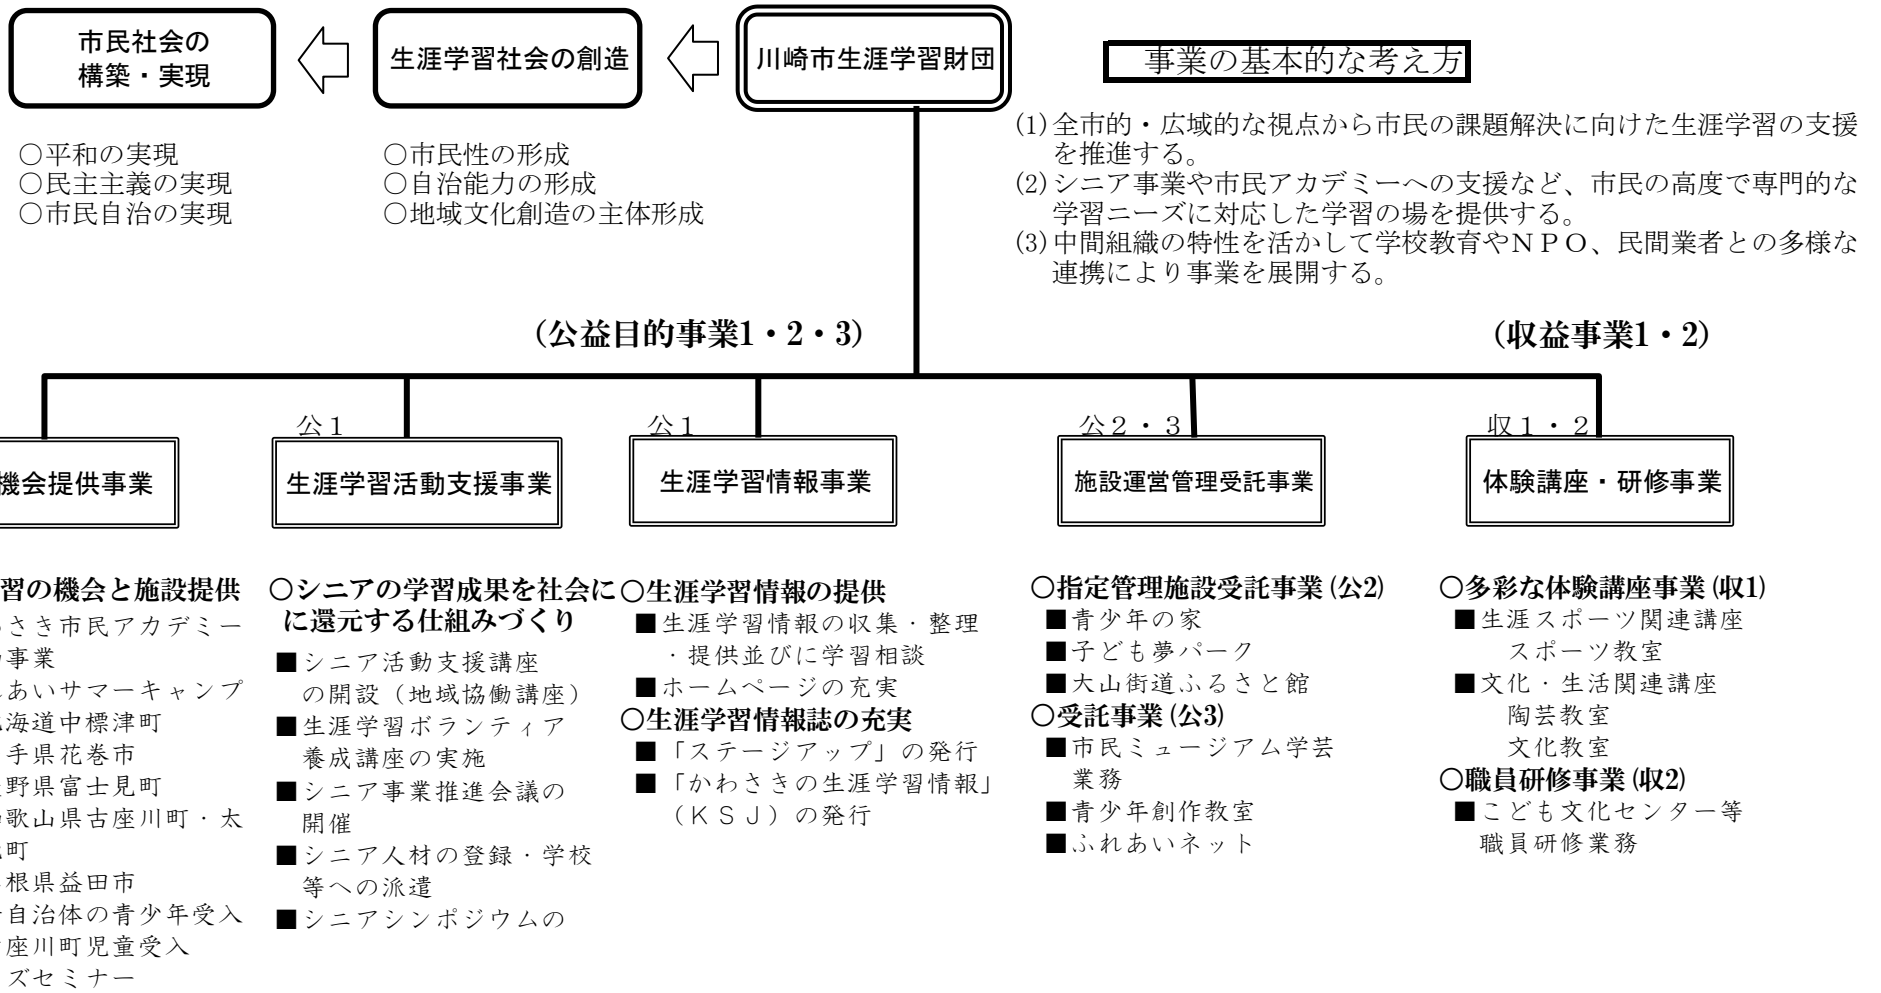 市民社会の
構築・実現
生涯学習社会の創造
川崎市生涯学習財団
事業の基本的な考え方
○平和の実現
○民主主義の実現
○市民自治の実現
○市民性の形成
○自治能力の形成
○地域文化創造の主体形成
(1)全市的・広域的な視点から市民の課題解決に向けた生涯学習の支援
を推進する。
(2)シニア事業や市民アカデミーへの支援など、市民の高度で専門的な
学習ニーズに対応した学習の場を提供する。
(3)中間組織の特性を活かして学校教育やNPO、民間業者との多様な
連携により事業を展開する。
(公益目的事業1・2・3)
(収益事業1・2)
機会提供事業
習の機会と施設提供
さき市民アカデミー
事業
あいサマーキャンプ
海道中標津町
手県花巻市
野県富士見町
歌山県古座川町・太
町
根県益田市
自治体の青少年受入
座川町児童受入
ズセミナー
公1
生涯学習活動支援事業
○シニアの学習成果を社会に
に還元する仕組みづくり
■シニア活動支援講座
の開設(地域協働講座)
■生涯学習ボランティア
養成講座の実施
■シニア事業推進会議の
開催
■シニア人材の登録・学校
等への派遣
■シニアシンポジウムの
公1
生涯学習情報事業
○生涯学習情報の提供
■生涯学習情報の収集・整理
・提供並びに学習相談
■ホームページの充実
○生涯学習情報誌の充実
■「ステージアップ」の発行
■「かわさきの生涯学習情報」
(KSJ)の発行
公2・3
施設運営管理受託事業
○指定管理施設受託事業(公2)
■青少年の家
■子ども夢パーク
■大山街道ふるさと館
○受託事業(公3)
■市民ミュージアム学芸
業務
■青少年創作教室
■ふれあいネット
収1・2
体験講座・研修事業
○多彩な体験講座事業(収1)
■生涯スポーツ関連講座
スポーツ教室
■文化・生活関連講座
陶芸教室
文化教室
○職員研修事業(収2)
■こども文化センター等
職員研修業務